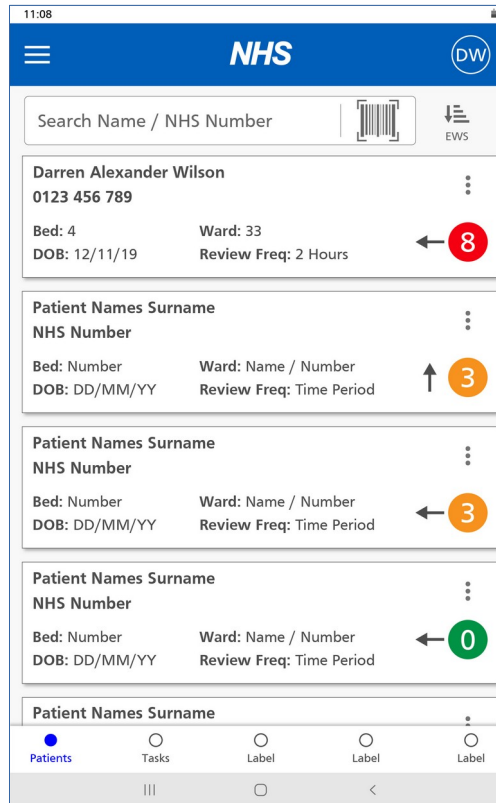 11:08
NHS
DW
Search Name / NHS Number
EWS
Darren Alexander Wilson
0123 456 789
Bed: 4 Ward: 33
DOB: 12/11/19 Review Freq: 2 Hours
8
Patient Names Surname
NHS Number
Bed: Number Ward: Name / Number
DOB: DD/MM/YY Review Freq: Time Period
3
Patient Names Surname
NHS Number
Bed: Number Ward: Name / Number
DOB: DD/MM/YY Review Freq: Time Period
3
Patient Names Surname
NHS Number
Bed: Number Ward: Name / Number
DOB: DD/MM/YY Review Freq: Time Period
0
Patient Names Surname
Patients Tasks Label Label Label